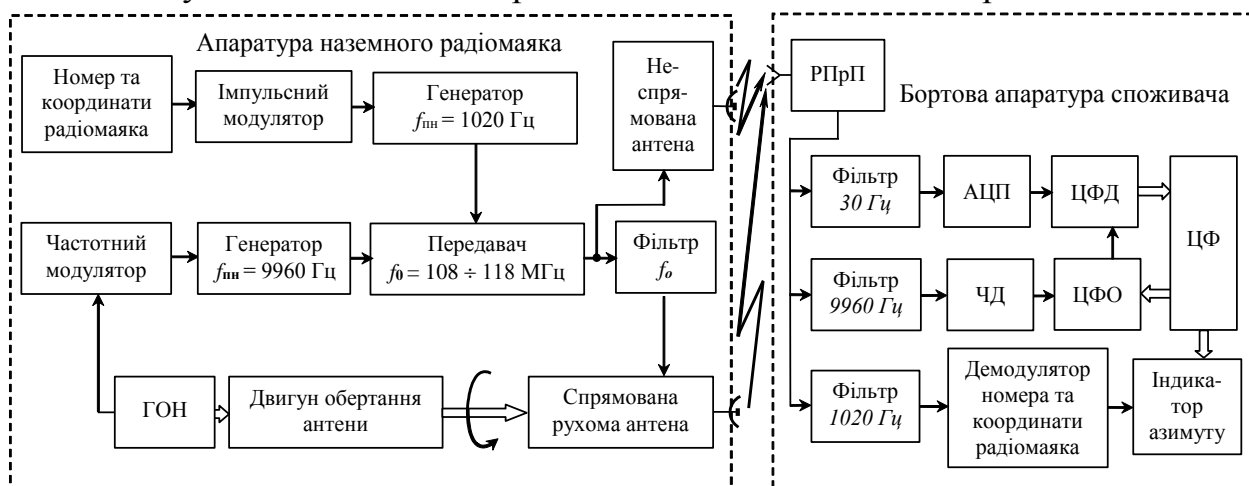 Апаратура наземного радіомаяка
Номер та
координати
радіомаяка
Імпульсний
модулятор
Генератор
fпн = 1020 Гц
Не-
спря-
мована
антена
Частотний
модулятор
Генератор
fпн = 9960 Гц
Передавач
f0 = 108 ÷ 118 МГц
Фільтр
fo
ГОН
Двигун обертання
антени
Спрямована
рухома антена
РПрП
Бортова апаратура споживача
Фільтр
30 Гц
АЦП
ЦФД
ЦФ
Фільтр
9960 Гц
ЧД
ЦФО
Фільтр
1020 Гц
Демодулятор
номера та
координати
радіомаяка
Індика-
тор
азимуту